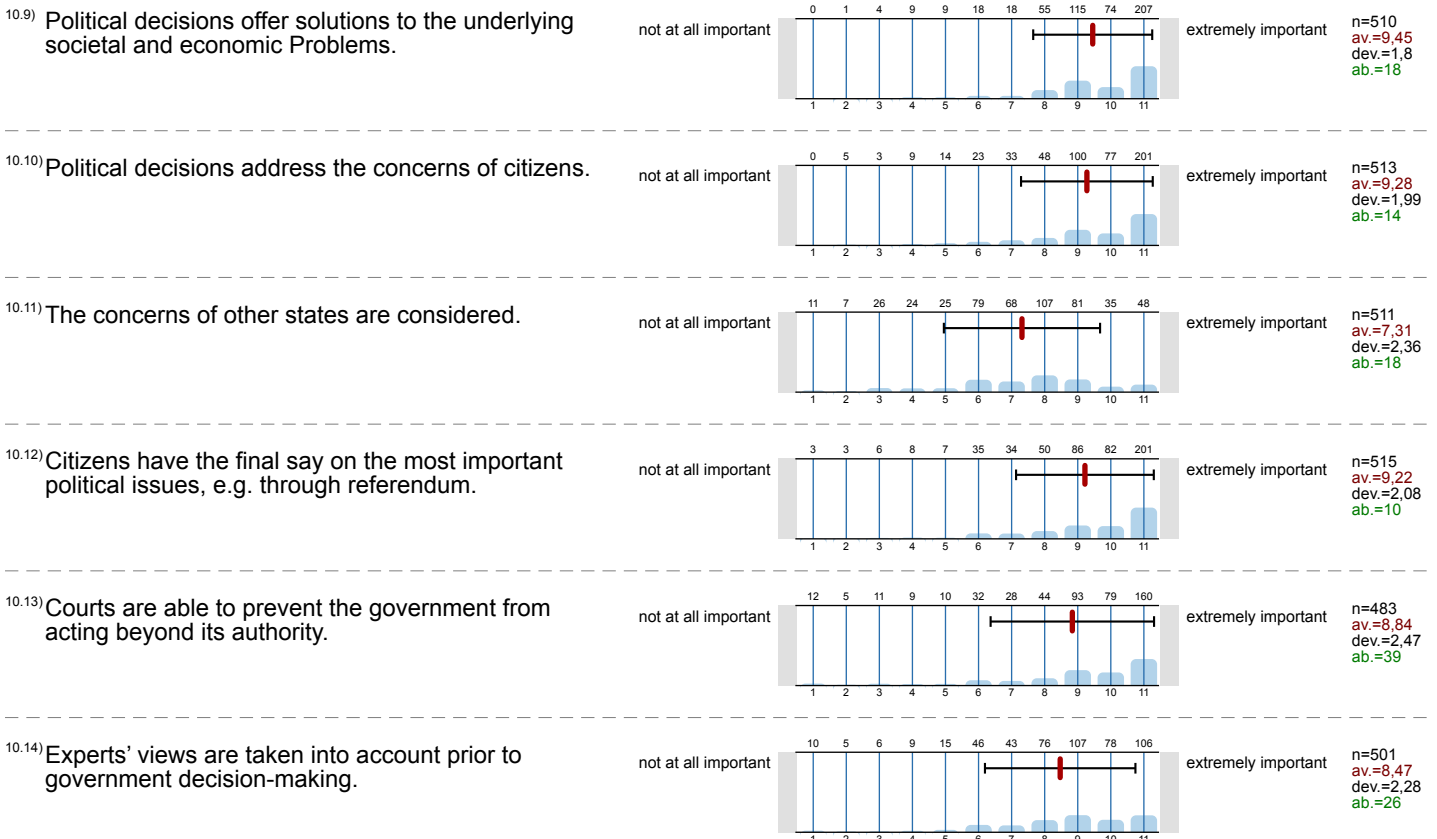 0 1 4 9 9 18 18 55 115 74 207
10.9) Political decisions offer solutions to the underlying
societal and economic Problems.
not at all important
extremely important
n=510
av.=9,45
dev.=1,8
ab.=18
1 2 3 4 5 6 7 8 9 10 11
0 5 3 9 14 23 33 48 100 77 201
10.10) Political decisions address the concerns of citizens.
not at all important
extremely important
n=513
av.=9,28
dev.=1,99
ab.=14
1 2 3 4 5 6 7 8 9 10 11
11 7 26 24 25 79 68 107 81 35 48
10.11) The concerns of other states are considered.
not at all important
extremely important
n=511
av.=7,31
dev.=2,36
ab.=18
1 2 3 4 5 6 7 8 9 10 11
3 3 6 8 7 35 34 50 86 82 201
10.12) Citizens have the final say on the most important
political issues, e.g. through referendum.
not at all important
extremely important
n=515
av.=9,22
dev.=2,08
ab.=10
1 2 3 4 5 6 7 8 9 10 11
12 5 11 9 10 32 28 44 93 79 160
10.13) Courts are able to prevent the government from
acting beyond its authority.
not at all important
extremely important
n=483
av.=8,84
dev.=2,47
ab.=39
1 2 3 4 5 6 7 8 9 10 11
10 5 6 9 15 46 43 76 107 78 106
10.14) Experts’ views are taken into account prior to
government decision-making.
not at all important
extremely important
n=501
av.=8,47
dev.=2,28
ab.=26
1 2 3 4 5 6 7 8 9 10 11